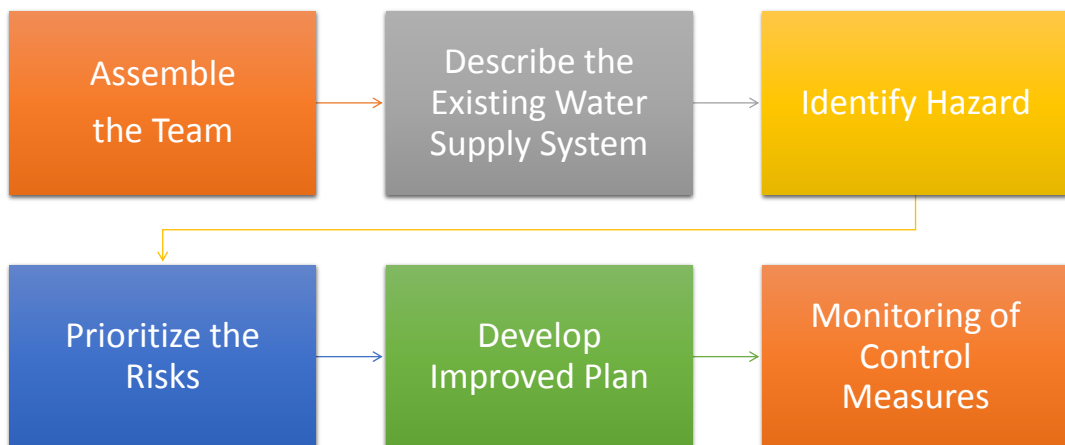 Assemble
the Team
Describe the
Existing Water
Supply System
Identify Hazard
Prioritize the
Risks
Develop
Improved Plan
Monitoring of
Control
Measures